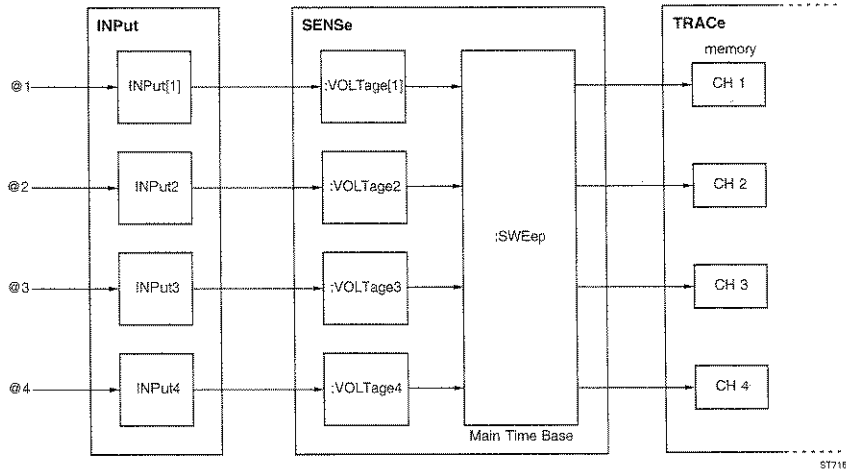 INPut
SENSe
TRACe
memory
@1
INPut[1]
:VOLTage[1]
CH 1
@2
INPut2
:VOLTage2
CH 2
:SWEep
@3
INPut3
:VOLTage3
CH 3
@4
INPut4
:VOLTage4
CH 4
Main Time Base